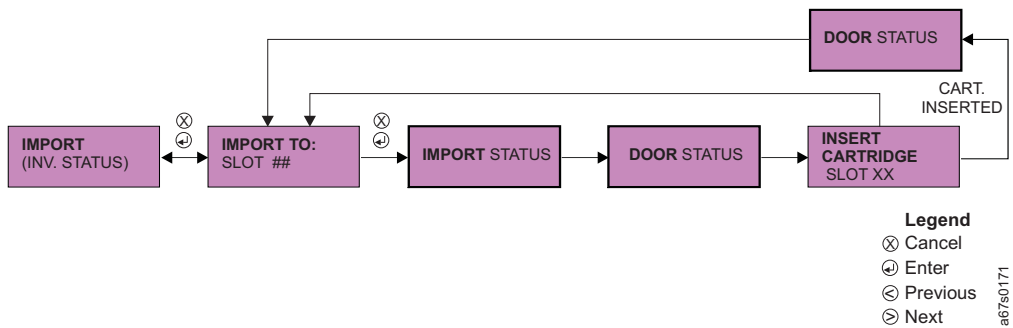 DOOR STATUS
CART.
INSERTED
IMPORT
(INV. STATUS)
IMPORT TO:
SLOT ##
IMPORT STATUS
DOOR STATUS
INSERT
CARTRIDGE
SLOT XX
Legend
Cancel
Enter
Previous
Next
a67s0171